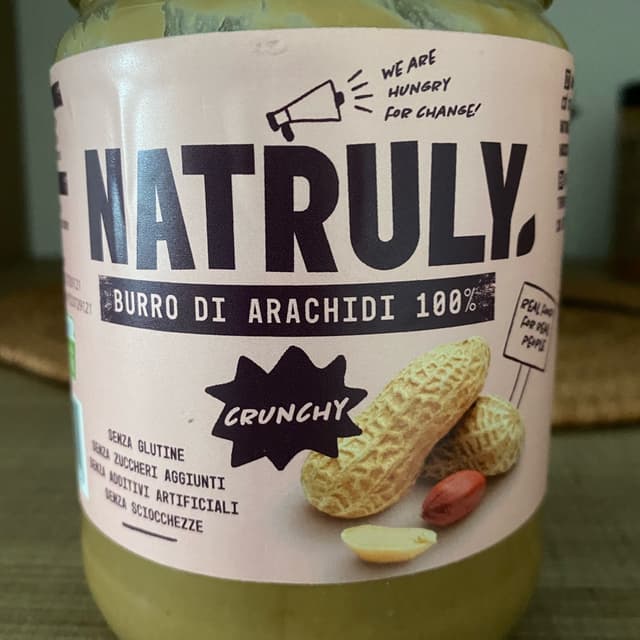 WE ARE
HUNGRY
FOR CHANGE!
NATRULY.
BURRO DI ARACHIDI 100%
REAL FOOD
FOR REAL
PEOPLE
CRUNCHY
SENZA GLUTINE
SENZA ZUCCHERI AGGIUNTI
SENZA ADDITIVI ARTIFICIALI
SENZA SCIOCCHEZZE